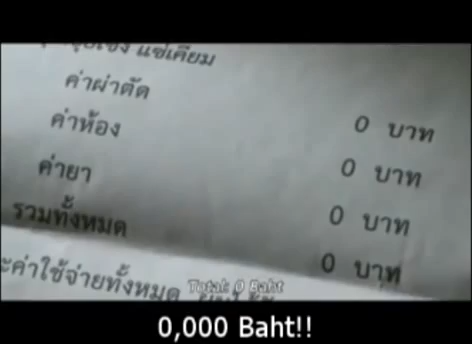 แซ่เคียม
ค่าผ่าตัด 0 บาท
ค่าห้อง 0 บาท
ค่ายา 0 บาท
รวมทั้งหมด 0 บาท
ค่าใช้จ่ายทั้งหมด
Total: 0 Baht
0,000 Baht!!